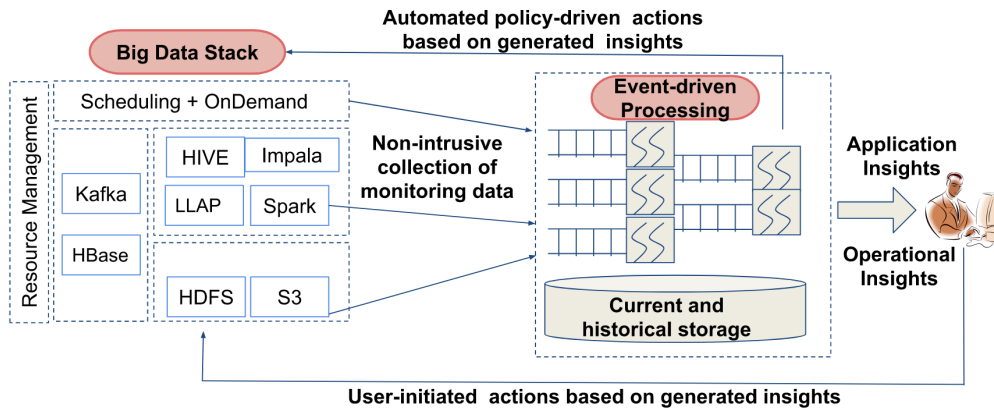 Automated policy-driven actions
based on generated insights
Big Data Stack
Event-driven
Processing
Resource Management
Scheduling + OnDemand
Kafka
HBase
HIVE
Impala
LLAP
Spark
HDFS
S3
Non-intrusive
collection of
monitoring data
Current and
historical storage
Application
Insights
Operational
Insights
User-initiated actions based on generated insights